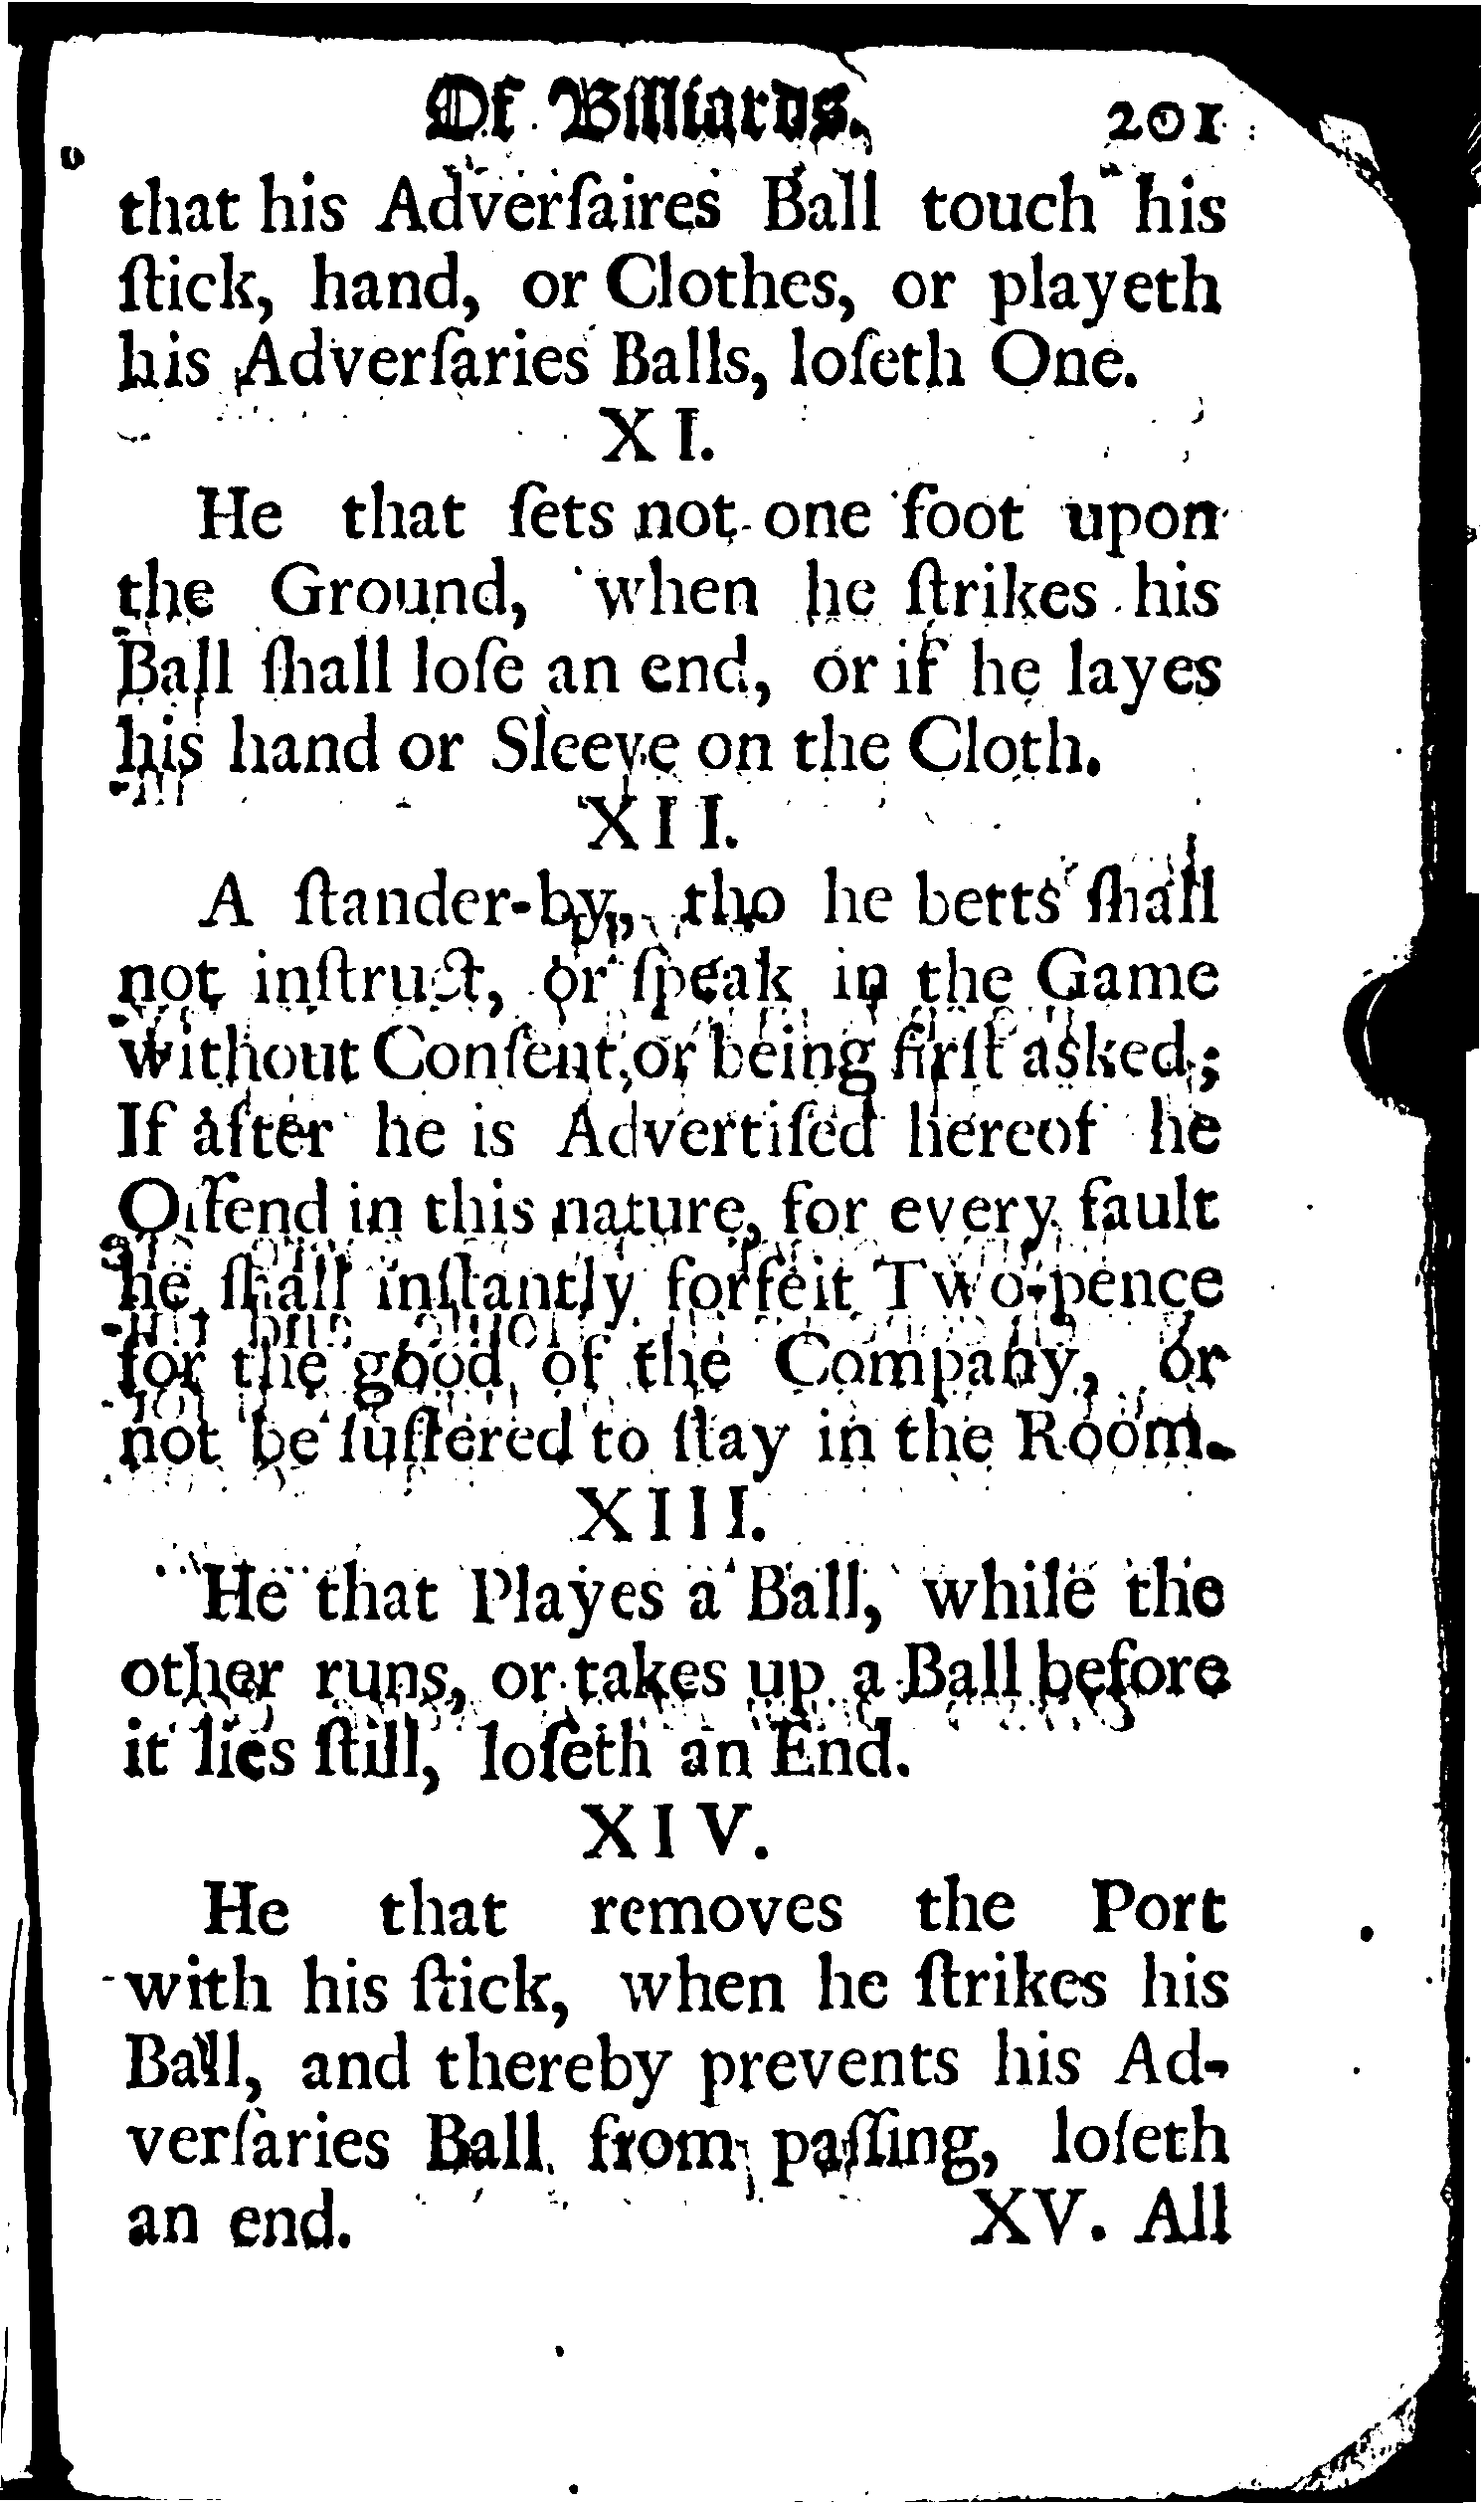 Of Billiards. 201
that his Adverſaires Ball touch his
ſtick, hand, or Clothes, or playeth
his Adverſaries Balls, loſeth One.
XI.
He that ſets not one foot upon
the Ground, when he ſtrikes his
Ball ſhall loſe an end, or if he layes
his hand or Sleeve on the Cloth.
XII.
A ſtander-by, tho he betts ſhall
not inſtruct, or ſpeak in the Game
without Conſent, or being firſt asked;
If after he is Advertiſed hereof he
Offend in this nature, for every fault
he ſhall inſtantly forfeit Two-pence
for the good of the Company, or
not be ſuffered to ſtay in the Room.
XIII.
He that Playes a Ball, while the
other runs, or takes up a Ball before
it lies ſtill, loſeth an End.
XIV.
He that removes the Port
with his ſtick, when he ſtrikes his
Ball, and thereby prevents his Ad-
verſaries Ball from paſſing, loſeth
an end. XV. All